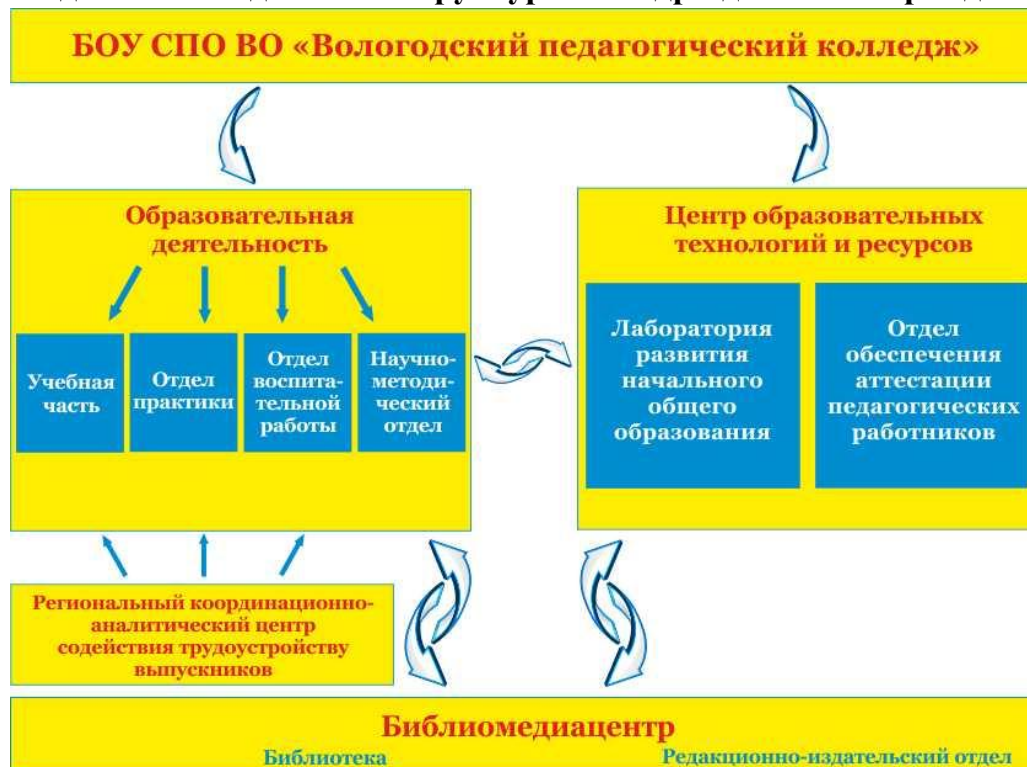 БОУ СПО ВО «Вологодский педагогический колледж»
Образовательная
деятельность
Учебная
часть
Отдел
практики
Отдел
воспита-
тельной
работы
Научно-
методи-
ческий
отдел
Центр образовательных
технологий и ресурсов
Лаборатория
развития
начального
общего
образования
Отдел
обеспечения
аттестации
педагогических
работников
Региональный координационно-
аналитический центр
содействия трудоустройству
выпускников
Библиомедиацентр
Библиотека
Редакционно-издательский отдел